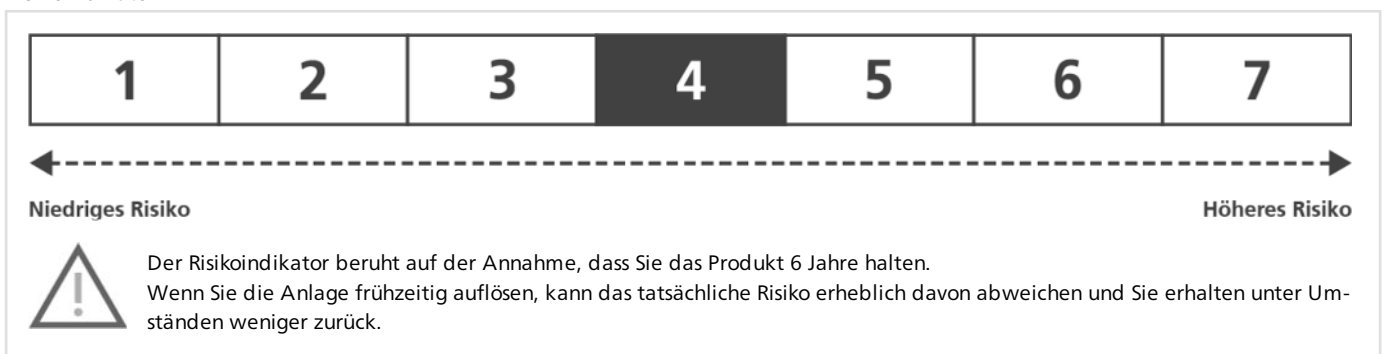 1 2 3 4 5 6 7
Niedriges Risiko Höheres Risiko
Der Risikoindikator beruht auf der Annahme, dass Sie das Produkt 6 Jahre halten.
Wenn Sie die Anlage frühzeitig auflösen, kann das tatsächliche Risiko erheblich davon abweichen und Sie erhalten unter Um-
ständen weniger zurück.